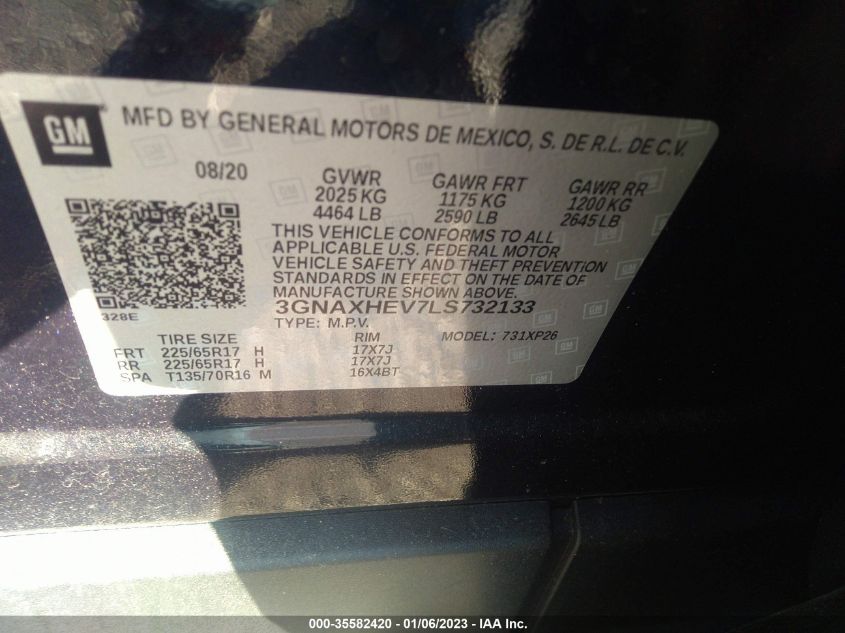 GM
MFD BY GENERAL MOTORS DE MEXICO, S. DE R.L. DE C.V.
08/20 GVWR GAWR FRT GAWR RR
2025 KG 1175 KG 1200 KG
4464 LB 2590 LB 2645 LB
THIS VEHICLE CONFORMS TO ALL
APPLICABLE U.S. FEDERAL MOTOR
VEHICLE SAFETY AND THEFT PREVENTION
STANDARDS IN EFFECT ON THE DATE OF
MANUFACTURE SHOWN ABOVE.
328E 3GNAXHEV7LS732133
TYPE: M.P.V. MODEL: 731XP26
TIRE SIZE RIM
FRT 225/65R17 H 17X7J
RR 225/65R17 H 17X7J
SPA T135/70R16 M 16X4BT
000-35582420 - 01/06/2023 - IAA Inc.